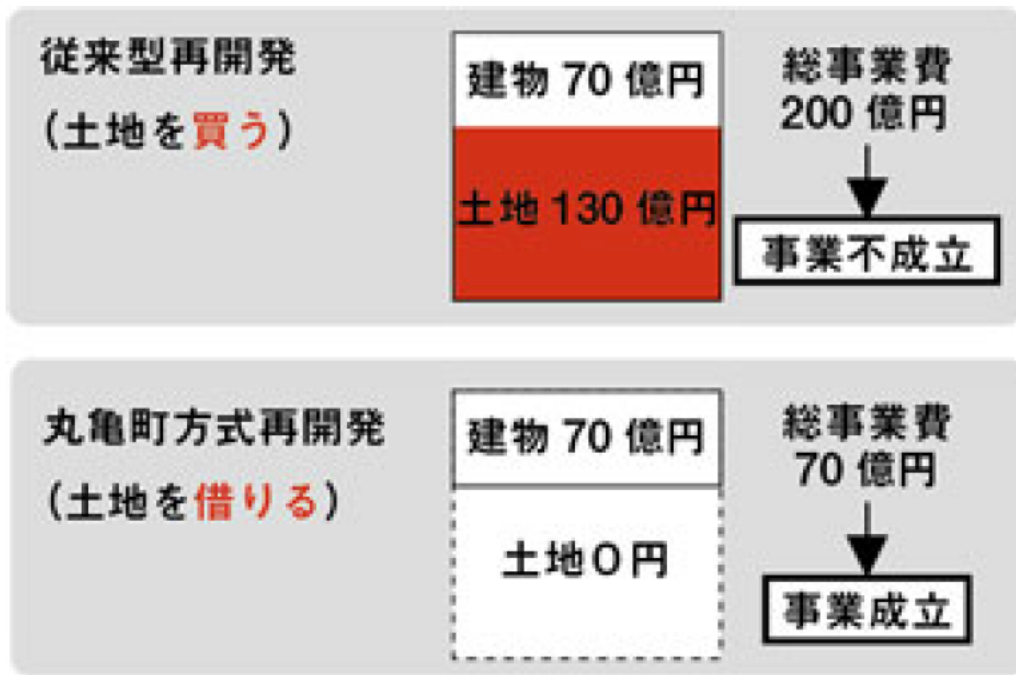 従来型再開発
(土地を買う)
建物 70 億円
土地 130 億円
総事業費
200 億円
事業不成立
丸亀町方式再開発
(土地を借りる)
建物 70 億円
土地0円
総事業費
70 億円
事業成立